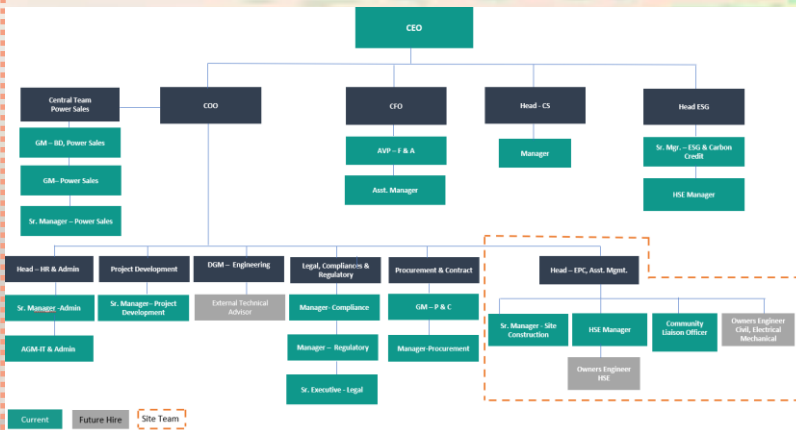 CEO
Central Team
Power Sales
COO
CFO
Head - CS
Head ESG
GM – BD, Power Sales
AVP – F & A
Manager
Sr. Mgr. – ESG & Carbon
Credit
GM– Power Sales
Asst. Manager
HSE Manager
Sr. Manager – Power Sales
Head – HR & Admin
Project Development
DGM – Engineering
Legal, Compliances &
Regulatory
Procurement & Contract
Head – EPC, Asst. Mgmt.
Sr. Manager -Admin
Sr. Manager– Project
Development
External Technical
Advisor
Manager- Compliance
GM – P & C
Sr. Manager - Site
Construction
HSE Manager
Community
Liaison Officer
Owners Engineer
Civil, Electrical
Mechanical
AGM-IT & Admin
Manager – Regulatory
Manager-Procurement
Owners Engineer
HSE
Sr. Executive - Legal
Current
Future Hire
Site Team